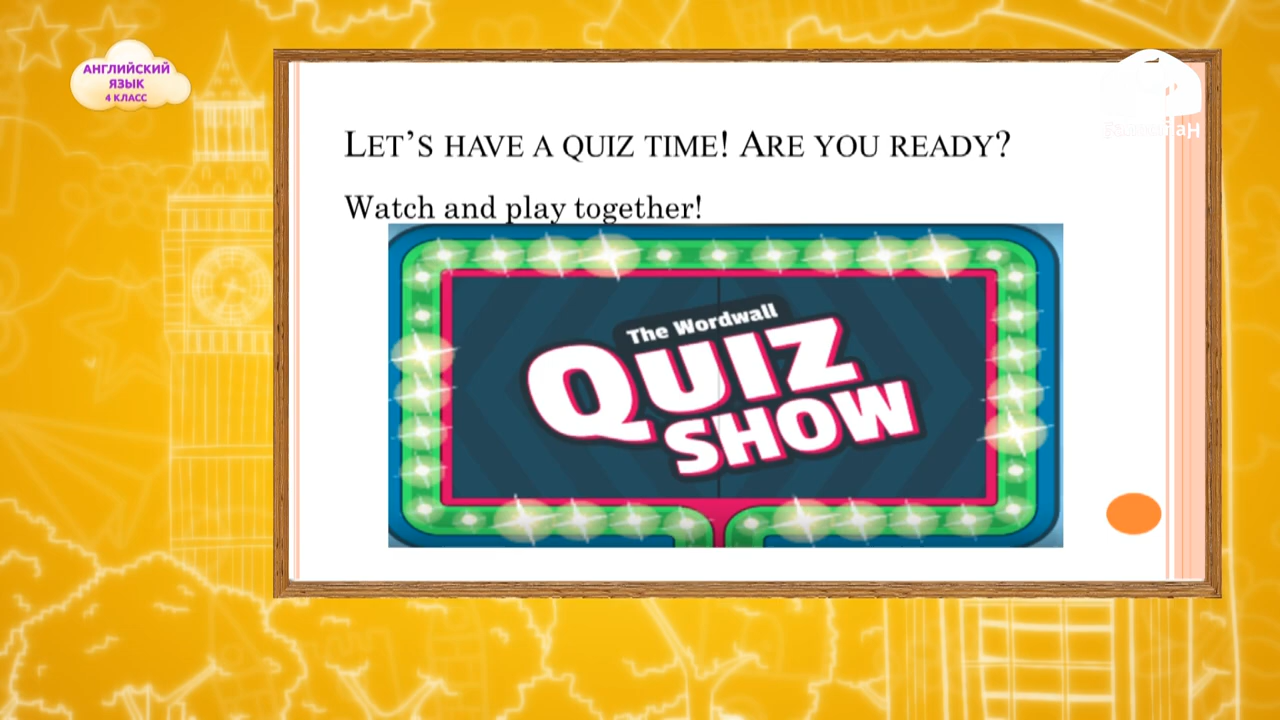 АНГЛИЙСКИЙ
ЯЗЫК
4 КЛАСС
LET'S HAVE A QUIZ TIME! ARE YOU READY?
Watch and play together!
The Wordwall
QUIZ
SHOW